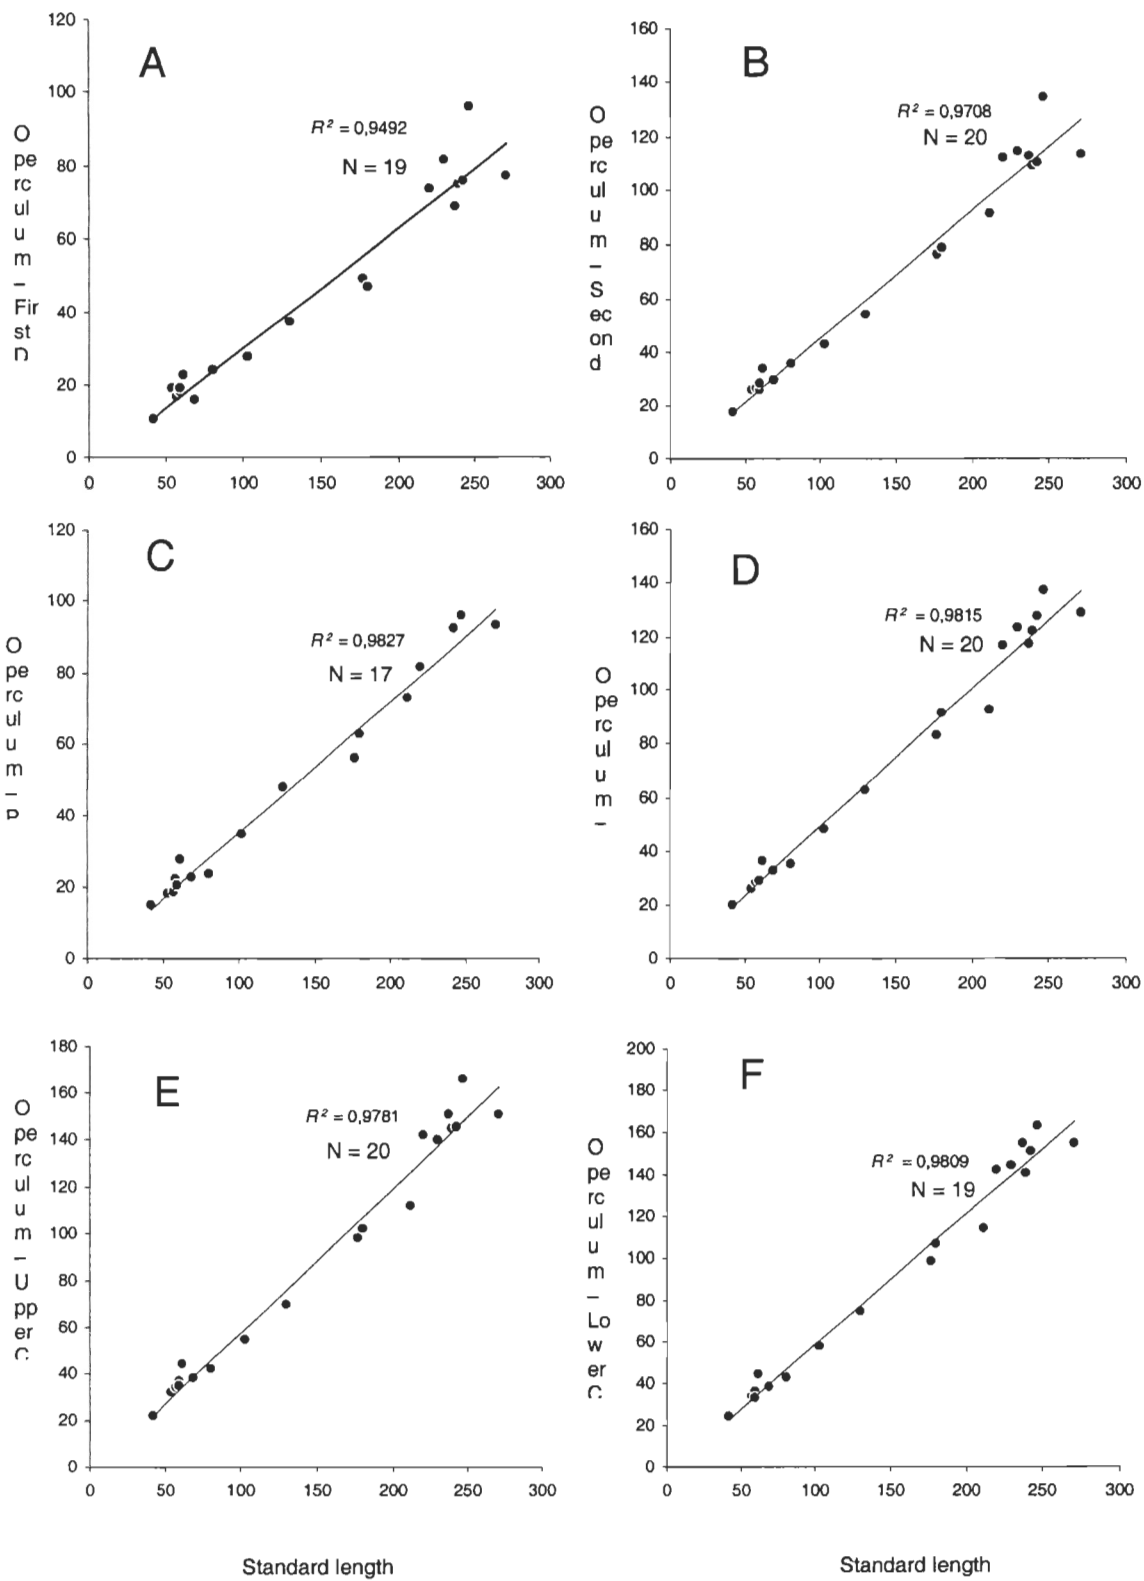 120
100
80
60
40
20
0
0 50 100 150 200 250 300
A
R² = 0,9492
N = 19
O
pe
rc
ul
u
m
–
Fir
st
D
160
140
120
100
80
60
40
20
0
0 50 100 150 200 250 300
B
R² = 0,9708
N = 20
O
pe
rc
ul
u
m
–
S
ec
on
d
120
100
80
60
40
20
0
0 50 100 150 200 250 300
C
R² = 0,9827
N = 17
O
pe
rc
ul
u
m
–
160
140
120
100
80
60
40
20
0
0 50 100 150 200 250 300
D
R² = 0,9815
N = 20
O
pe
rc
ul
u
m
–
180
160
140
120
100
80
60
40
20
0
0 50 100 150 200 250 300
E
R² = 0,9781
N = 20
O
pe
rc
ul
u
m
–
U
pp
er
C
Standard length
200
180
160
140
120
100
80
60
40
20
0
0 50 100 150 200 250 300
F
R² = 0,9809
N = 19
O
pe
rc
ul
u
m
–
Lo
w
er
C
Standard length